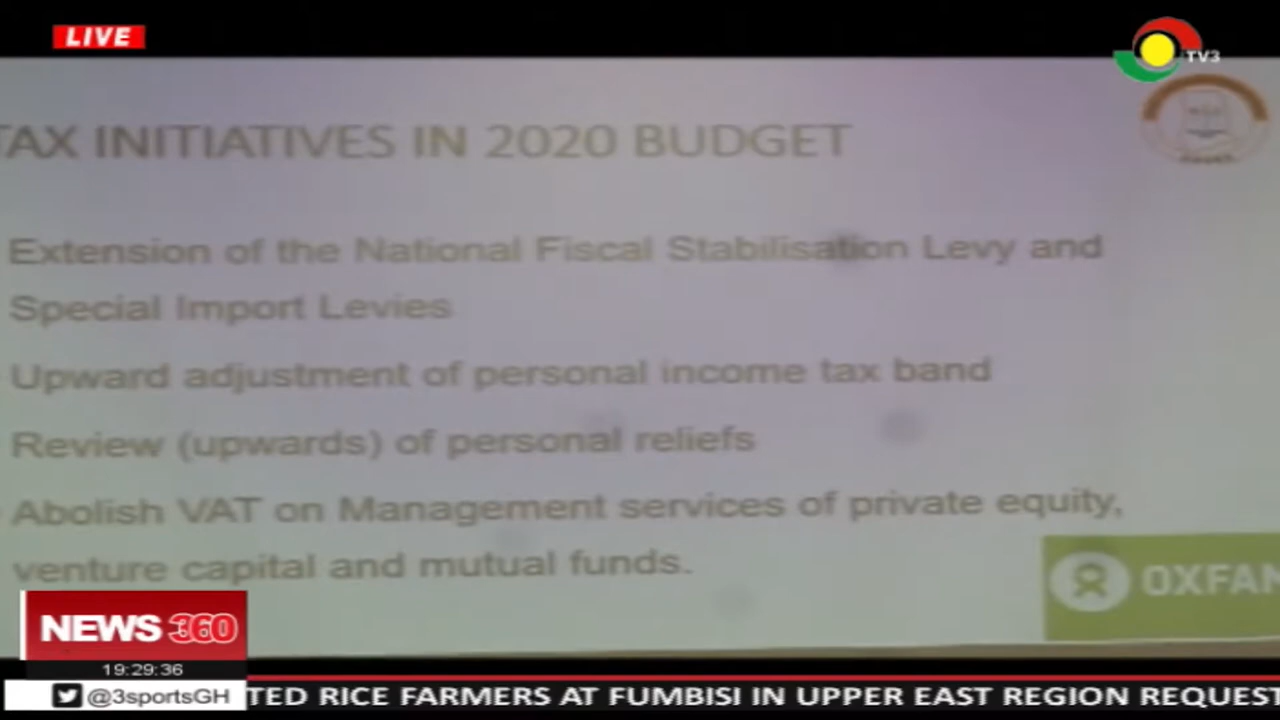 LIVE
TV3
TAX INITIATIVES IN 2020 BUDGET
Extension of the National Fiscal Stabilisation Levy and
Special Import Levies
Upward adjustment of personal income tax band
Review (upwards) of personal reliefs
Abolish VAT on Management services of private equity,
venture capital and mutual funds.
OXFAM
NEWS 360
19:29:36
@3sportsGH
TED RICE FARMERS AT FUMBISI IN UPPER EAST REGION REQUEST